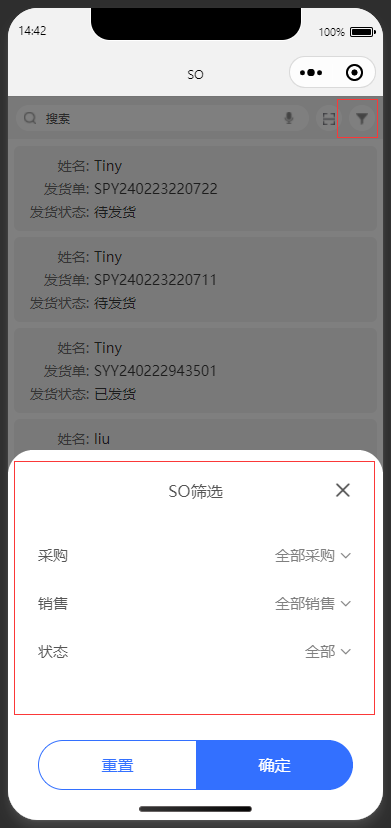 14:42 100%
SO
搜索
姓名: Tiny
发货单: SPY240223220722
发货状态: 待发货
姓名: Tiny
发货单: SPY240223220711
发货状态: 待发货
姓名: Tiny
发货单: SYY240222943501
发货状态: 已发货
姓名: liu
SO筛选
采购 全部采购
销售 全部销售
状态 全部
重置 确定